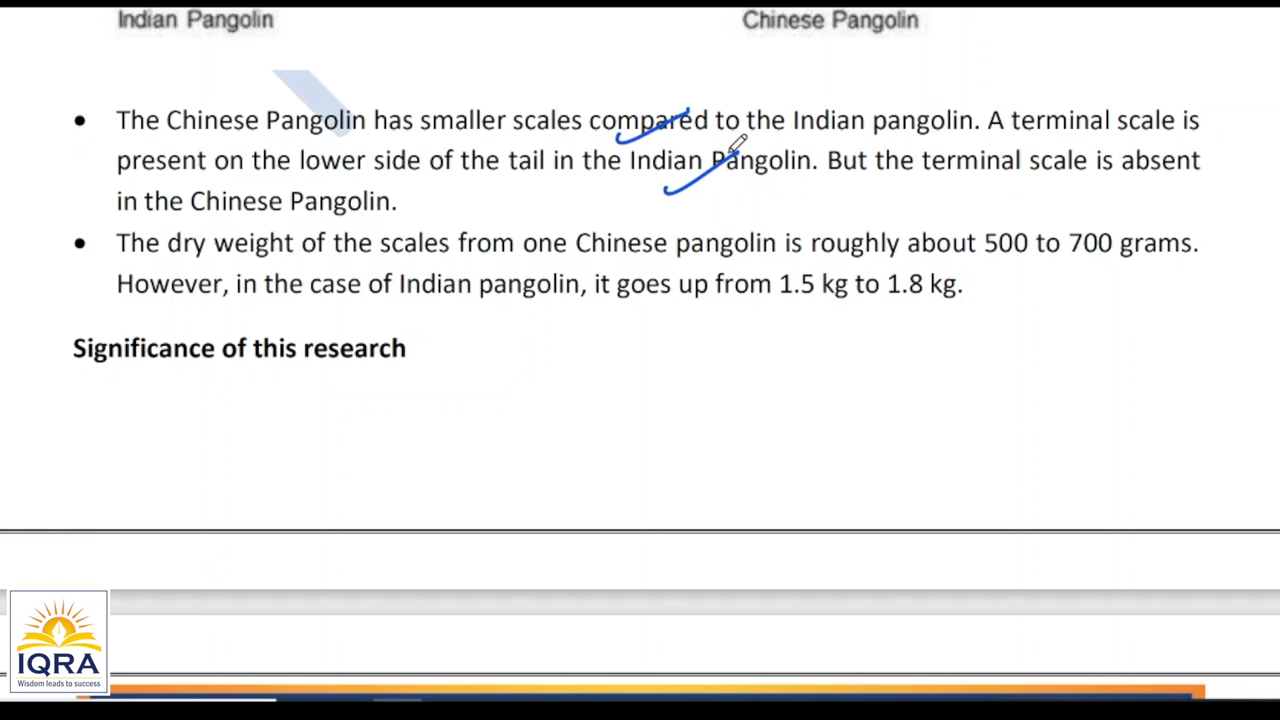 Indian Pangolin
Chinese Pangolin
• The Chinese Pangolin has smaller scales compared to the Indian pangolin. A terminal scale is
present on the lower side of the tail in the Indian Pangolin. But the terminal scale is absent
in the Chinese Pangolin.
• The dry weight of the scales from one Chinese pangolin is roughly about 500 to 700 grams.
However, in the case of Indian pangolin, it goes up from 1.5 kg to 1.8 kg.
Significance of this research
IQRA
Wisdom leads to success